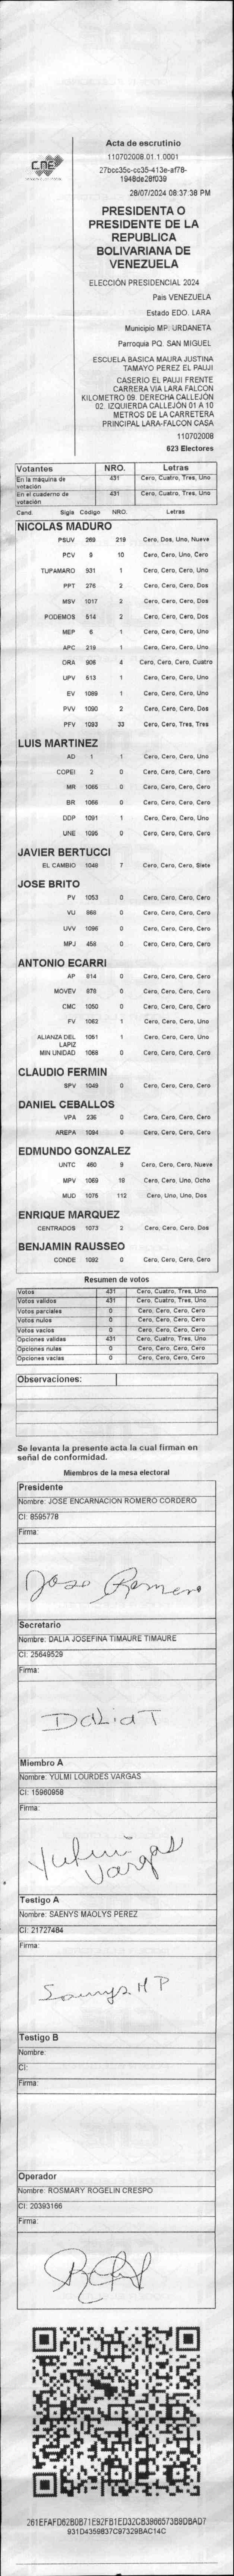 CNE
Acta de escrutinio
110702008.01.1.0001
27bcc35c-cc35-413e-af78-
1948de28f039
28/07/2024 08:37:38 PM
PRESIDENTA O
PRESIDENTE DE LA
REPUBLICA
BOLIVARIANA DE
VENEZUELA
ELECCIÓN PRESIDENCIAL 2024
Pais VENEZUELA
Estado EDO. LARA
Municipio MP. URDANETA
Parroquia PQ. SAN MIGUEL
ESCUELA BASICA MAURA JUSTINA
TAMAYO PEREZ EL PAUJI
CASERIO EL PAUJI FRENTE
CARRERA VIA LARA FALCON
KILOMETRO 09. DERECHA CALLEJÓN
02. IZQUIERDA CALLEJÓN 01 A 10
METROS DE LA CARRETERA
PRINCIPAL LARA-FALCON CASA
110702008
623 Electores
Votantes NRO. Letras
En la máquina de votación 431 Cero, Cuatro, Tres, Uno
En el cuaderno de votación 431 Cero, Cuatro, Tres, Uno
Cand. Sigla Código NRO. Letras
NICOLAS MADURO
PSUV 269 219 Cero, Dos, Uno, Nueve
PCV 9 10 Cero, Cero, Uno, Cero
TUPAMARO 931 1 Cero, Cero, Cero, Uno
PPT 276 2 Cero, Cero, Cero, Dos
MSV 1017 2 Cero, Cero, Cero, Dos
PODEMOS 514 2 Cero, Cero, Cero, Dos
MEP 6 1 Cero, Cero, Cero, Uno
APC 219 1 Cero, Cero, Cero, Uno
ORA 906 4 Cero, Cero, Cero, Cuatro
UPV 513 1 Cero, Cero, Cero, Uno
EV 1089 1 Cero, Cero, Cero, Uno
PVV 1090 2 Cero, Cero, Cero, Dos
PFV 1093 33 Cero, Cero, Tres, Tres
LUIS MARTINEZ
AD 1 1 Cero, Cero, Cero, Uno
COPEI 2 0 Cero, Cero, Cero, Cero
MR 1065 0 Cero, Cero, Cero, Cero
BR 1066 0 Cero, Cero, Cero, Cero
DDP 1091 1 Cero, Cero, Cero, Uno
UNE 1095 0 Cero, Cero, Cero, Cero
JAVIER BERTUCCI
EL CAMBIO 1048 7 Cero, Cero, Cero, Siete
JOSE BRITO
PV 1053 0 Cero, Cero, Cero, Cero
VU 868 0 Cero, Cero, Cero, Cero
UVV 1096 0 Cero, Cero, Cero, Cero
MPJ 458 0 Cero, Cero, Cero, Cero
ANTONIO ECARRI
AP 814 0 Cero, Cero, Cero, Cero
MOVEV 878 0 Cero, Cero, Cero, Cero
CMC 1050 0 Cero, Cero, Cero, Cero
FV 1062 1 Cero, Cero, Cero, Uno
ALIANZA DEL LAPIZ 1051 1 Cero, Cero, Cero, Uno
MIN UNIDAD 1068 0 Cero, Cero, Cero, Cero
CLAUDIO FERMIN
SPV 1049 0 Cero, Cero, Cero, Cero
DANIEL CEBALLOS
VPA 236 0 Cero, Cero, Cero, Cero
AREPA 1094 0 Cero, Cero, Cero, Cero
EDMUNDO GONZALEZ
UNTC 460 9 Cero, Cero, Cero, Nueve
MPV 1069 18 Cero, Cero, Uno, Ocho
MUD 1076 112 Cero, Uno, Uno, Dos
ENRIQUE MARQUEZ
CENTRADOS 1073 2 Cero, Cero, Cero, Dos
BENJAMIN RAUSSEO
CONDE 1092 0 Cero, Cero, Cero, Cero
Resumen de votos
Votos 431 Cero, Cuatro, Tres, Uno
Votos validos 431 Cero, Cuatro, Tres, Uno
Votos parciales 0 Cero, Cero, Cero, Cero
Votos nulos 0 Cero, Cero, Cero, Cero
Votos vacios 0 Cero, Cero, Cero, Cero
Opciones validas 431 Cero, Cuatro, Tres, Uno
Opciones nulas 0 Cero, Cero, Cero, Cero
Opciones vacias 0 Cero, Cero, Cero, Cero
Observaciones:
Se levanta la presente acta la cual firman en
señal de conformidad.
Miembros de la mesa electoral
Presidente
Nombre: JOSE ENCARNACION ROMERO CORDERO
CI: 8595778
Firma:
Jose Romero
Secretario
Nombre: DALIA JOSEFINA TIMAURE TIMAURE
CI: 25649529
Firma:
DaLiaT
Miembro A
Nombre: YULMI LOURDES VARGAS
CI: 15960958
Firma:
Vargas
Testigo A
Nombre: SAENYS MAOLYS PEREZ
CI: 21727484
Firma:
Testigo B
Nombre:
CI:
Firma:
Operador
Nombre: ROSMARY ROGELIN CRESPO
CI: 20393166
Firma:
261EFAFD62B0B71E92FB1ED32CB3966573B9DBAD7
931D4359837C97329BAC14C